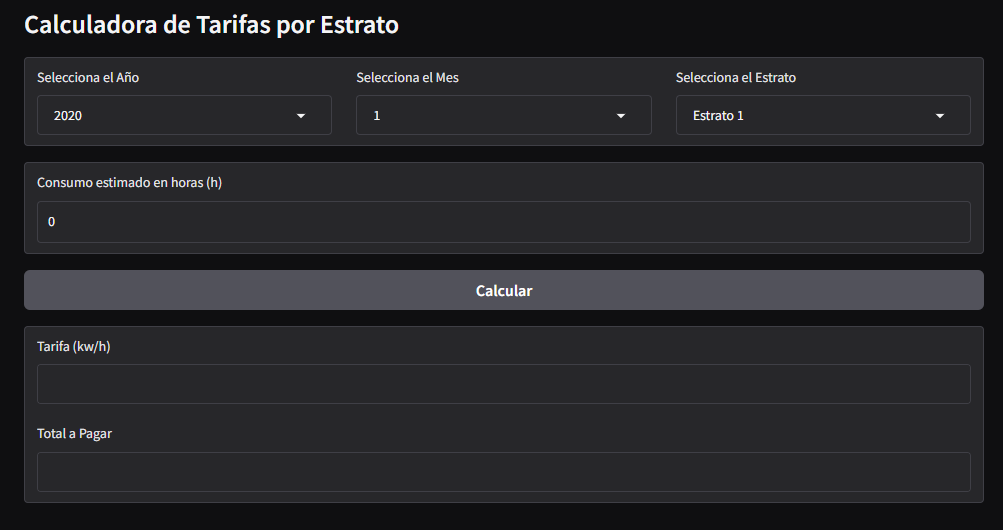 Calculadora de Tarifas por Estrato
Selecciona el Año
Selecciona el Mes
Selecciona el Estrato
2020
1
Estrato 1
Consumo estimado en horas (h)
0
Calcular
Tarifa (kw/h)
Total a Pagar